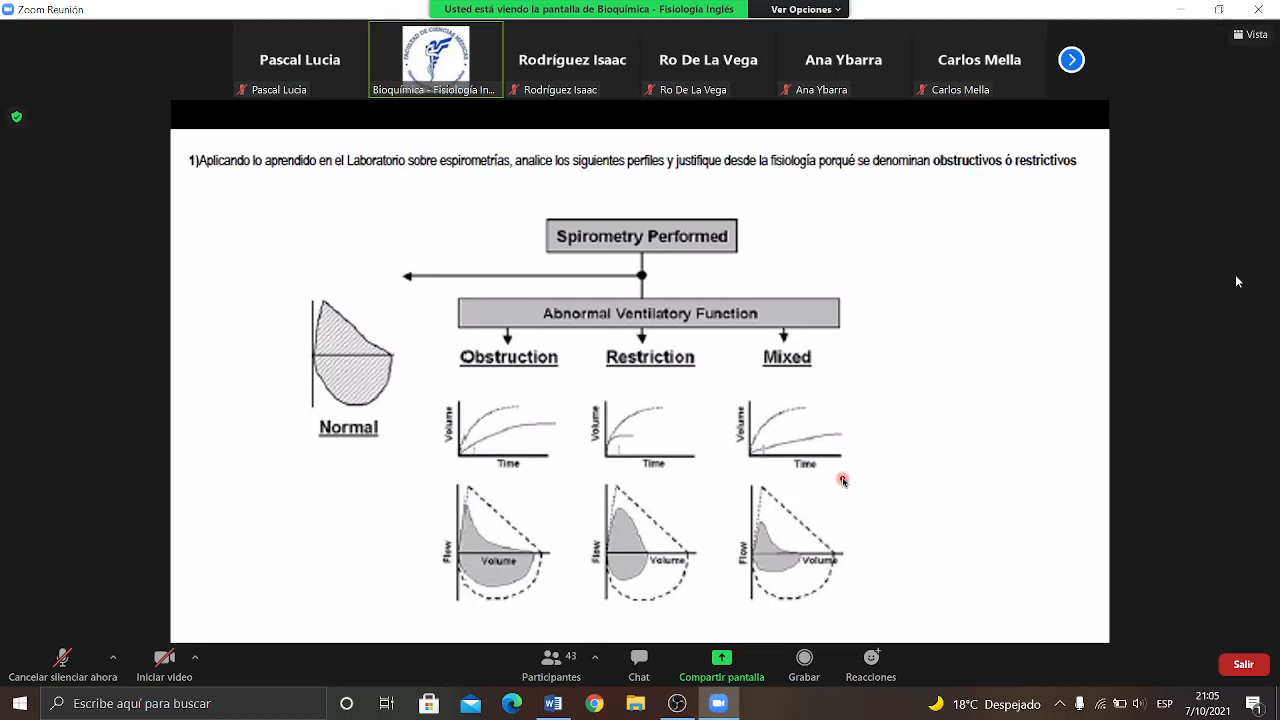 Zoom Reunión
Usted está viendo la pantalla de Bioquímica - Fisiología Inglés
Ver Opciones
Vista
Pascal Lucia
Rodríguez Isaac
Ro De La Vega
Ana Ybarra
Carlos Mella
FACULTAD DE CIENCIAS MÉDICAS
Pascal Lucia
Bioquímica - Fisiología In...
Rodríguez Isaac
Ro De La Vega
Ana Ybarra
Carlos Mella
1)Aplicando lo aprendido en el Laboratorio sobre espirometrías, analice los siguientes perfiles y justifique desde la fisiología porqué se denominan obstructivos ó restrictivos
Spirometry Performed
Abnormal Ventilatory Function
Obstruction
Restriction
Mixed
Normal
Volume
Time
Volume
Time
Volume
Time
Flow
Volume
Flow
Volume
Flow
Volume
Cancelar silenciar ahora
Iniciar video
Participantes
43
Chat
Compartir pantalla
Grabar
Reacciones
Salir
Escribe aquí para buscar
18°C Despejado
ESP
21:05
7/10/2021